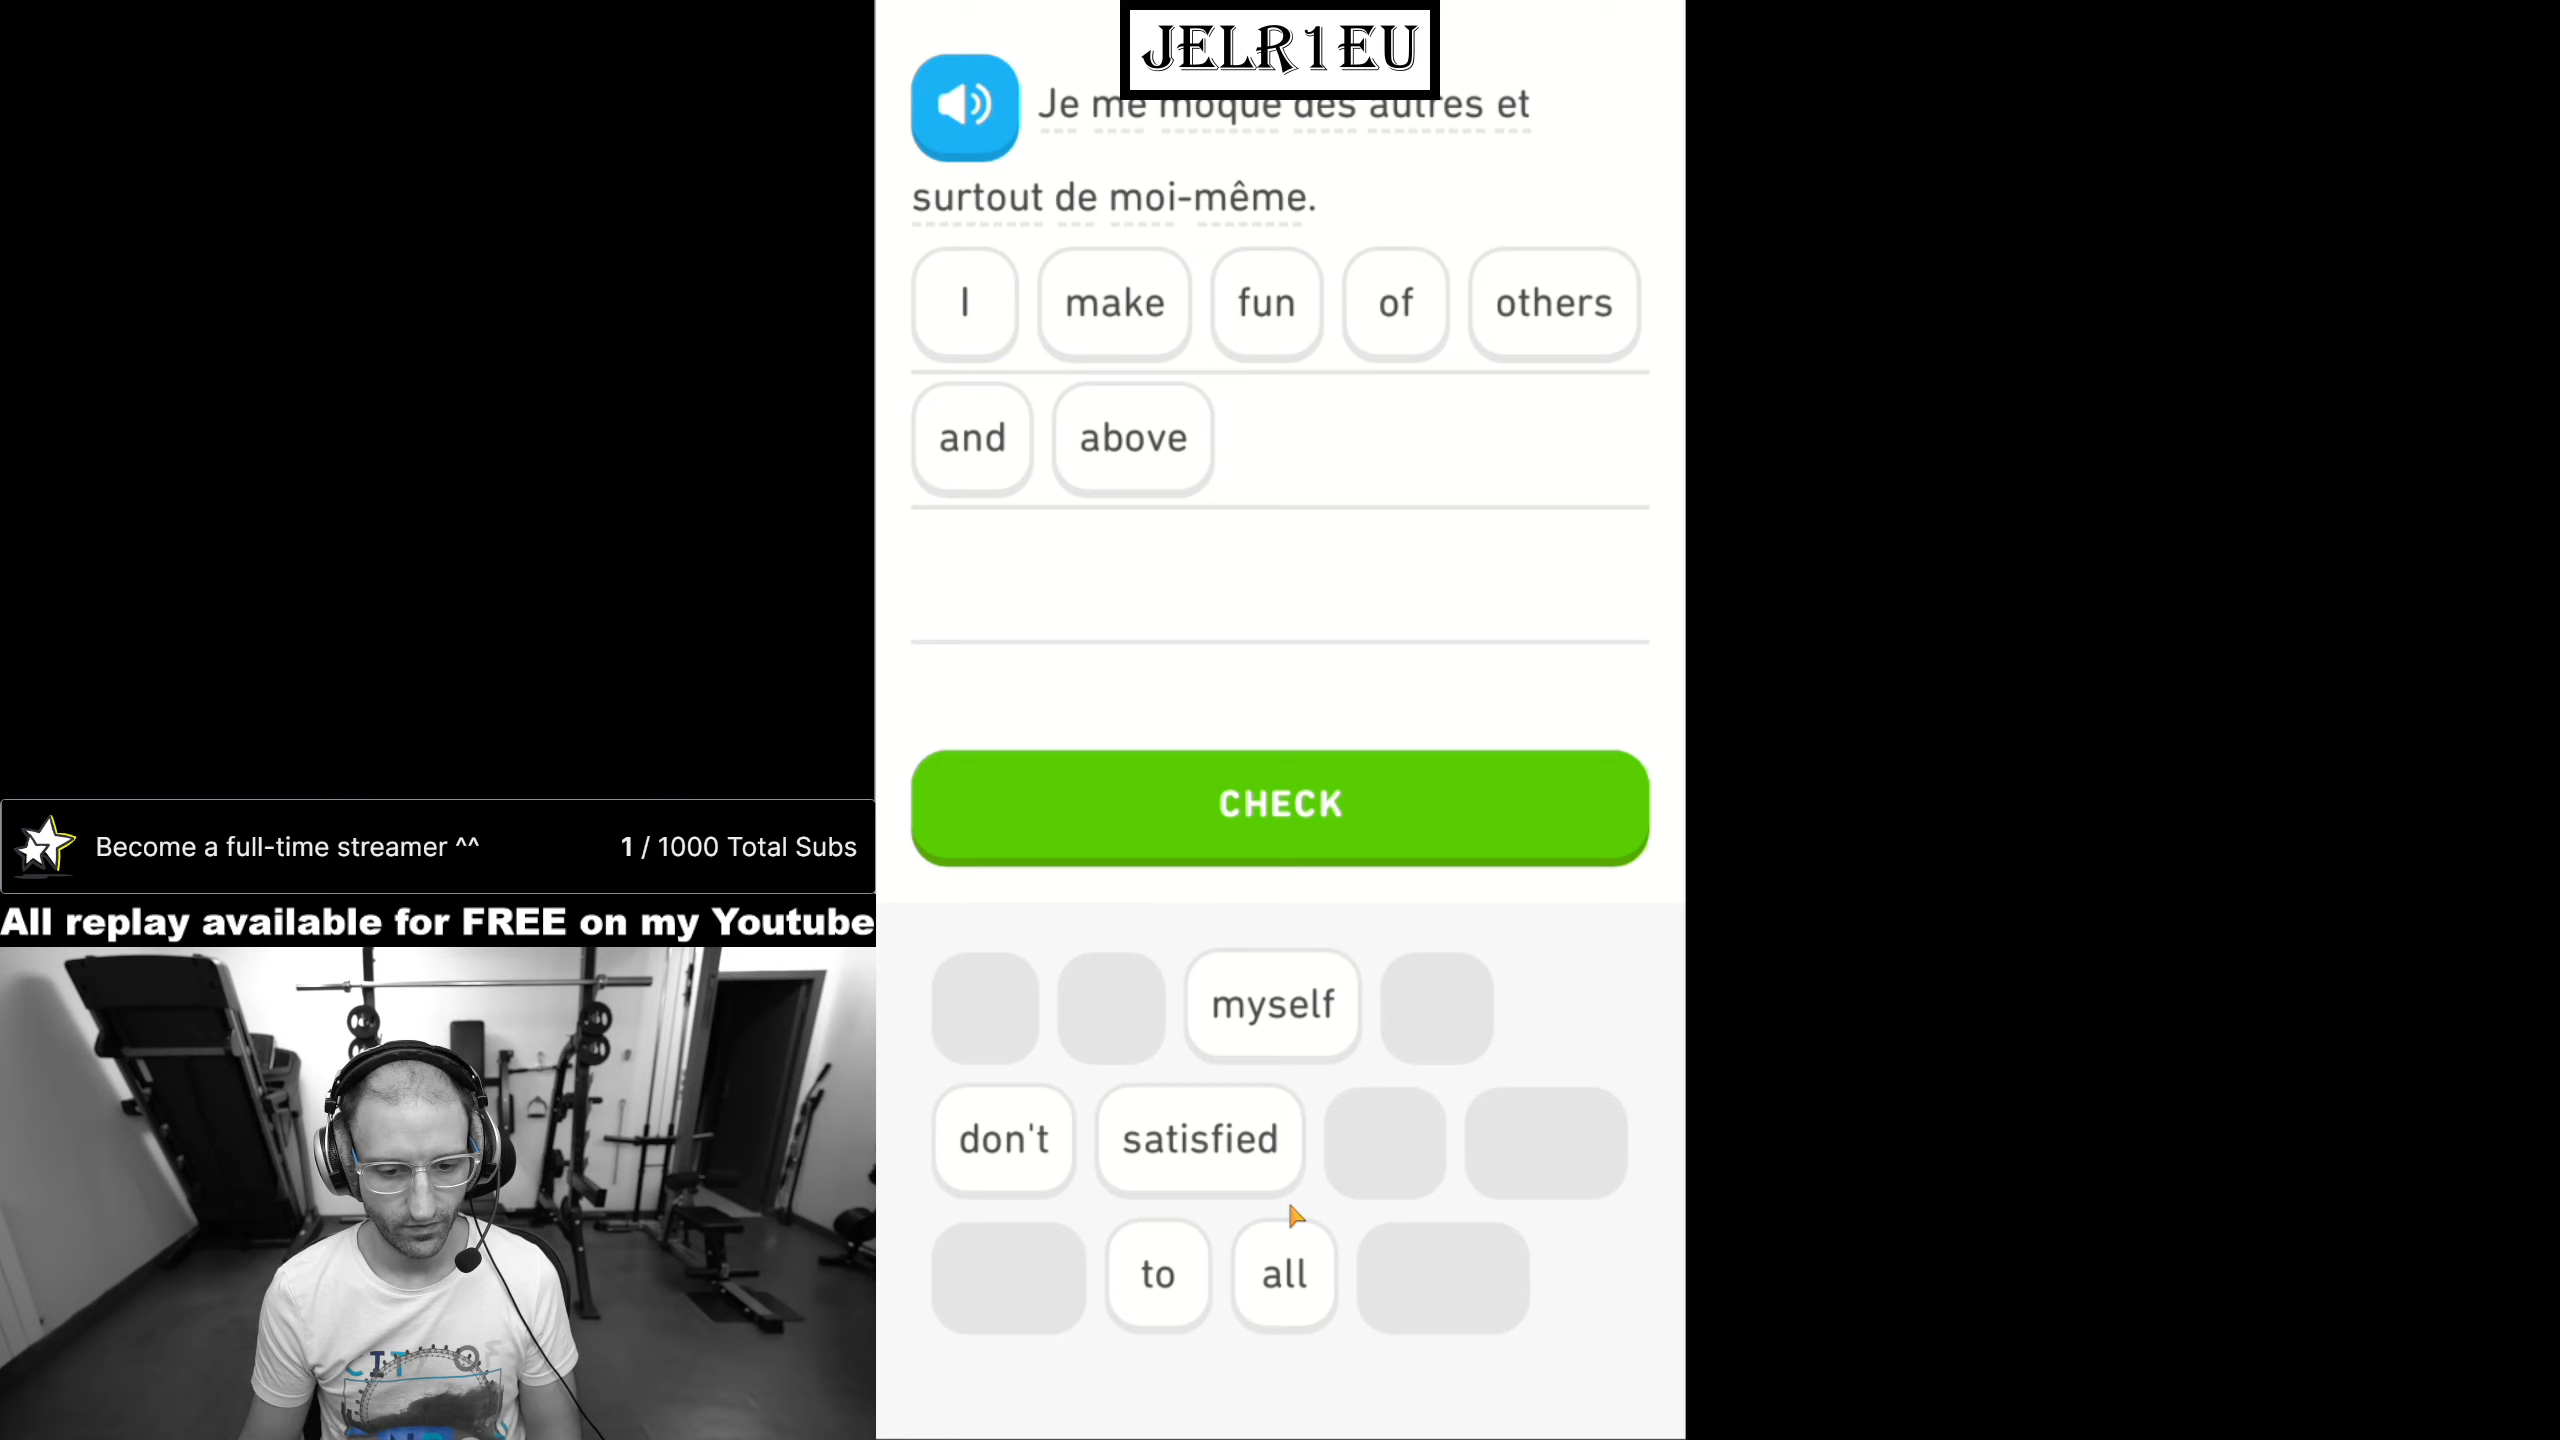 JELR1EU
Je me moque des autres et
surtout de moi-même.
I make fun of others
and above
CHECK
myself
don't satisfied
to all
Become a full-time streamer ^^ 1 / 1000 Total Subs
All replay available for FREE on my Youtube
CIT OF